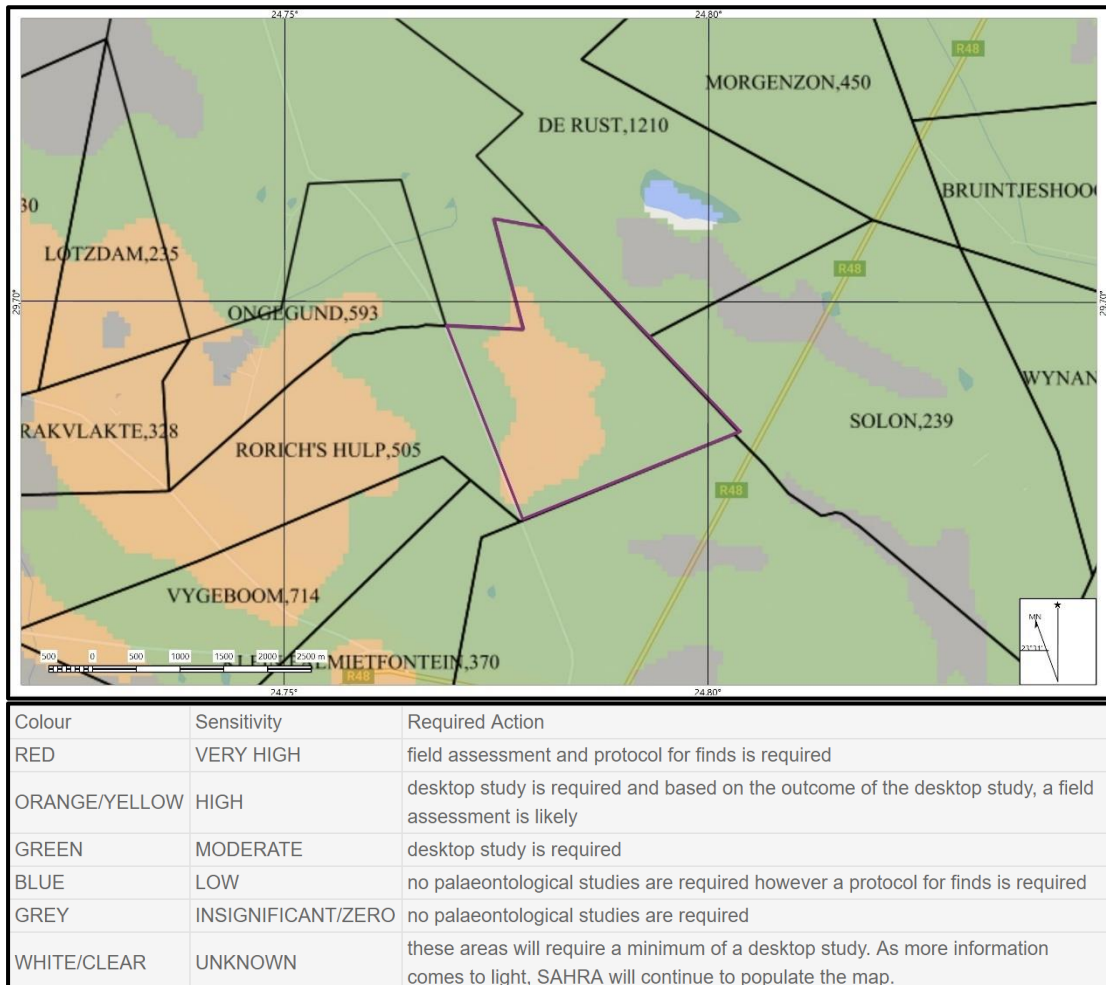 24.75° 24.80°
R48
MORGENZON,450
DE RUST,1210
BRUINTJESHOO
30
LOTZDAM,235
R48
29.70° 29.70°
ONGEGUND,593
WYNAN
SOLON,239
RAKVLAKTE,328
RORICH'S HULP,505
R48
VYGEBOOM,714
MN
500 0 500 1000 1500 2000 2500 m
EMIETFONTEIN,370
R48
24.75° 24.80°
Colour Sensitivity Required Action
RED VERY HIGH field assessment and protocol for finds is required
ORANGE/YELLOW HIGH desktop study is required and based on the outcome of the desktop study, a field
assessment is likely
GREEN MODERATE desktop study is required
BLUE LOW no palaeontological studies are required however a protocol for finds is required
GREY INSIGNIFICANT/ZERO no palaeontological studies are required
WHITE/CLEAR UNKNOWN these areas will require a minimum of a desktop study. As more information
comes to light, SAHRA will continue to populate the map.